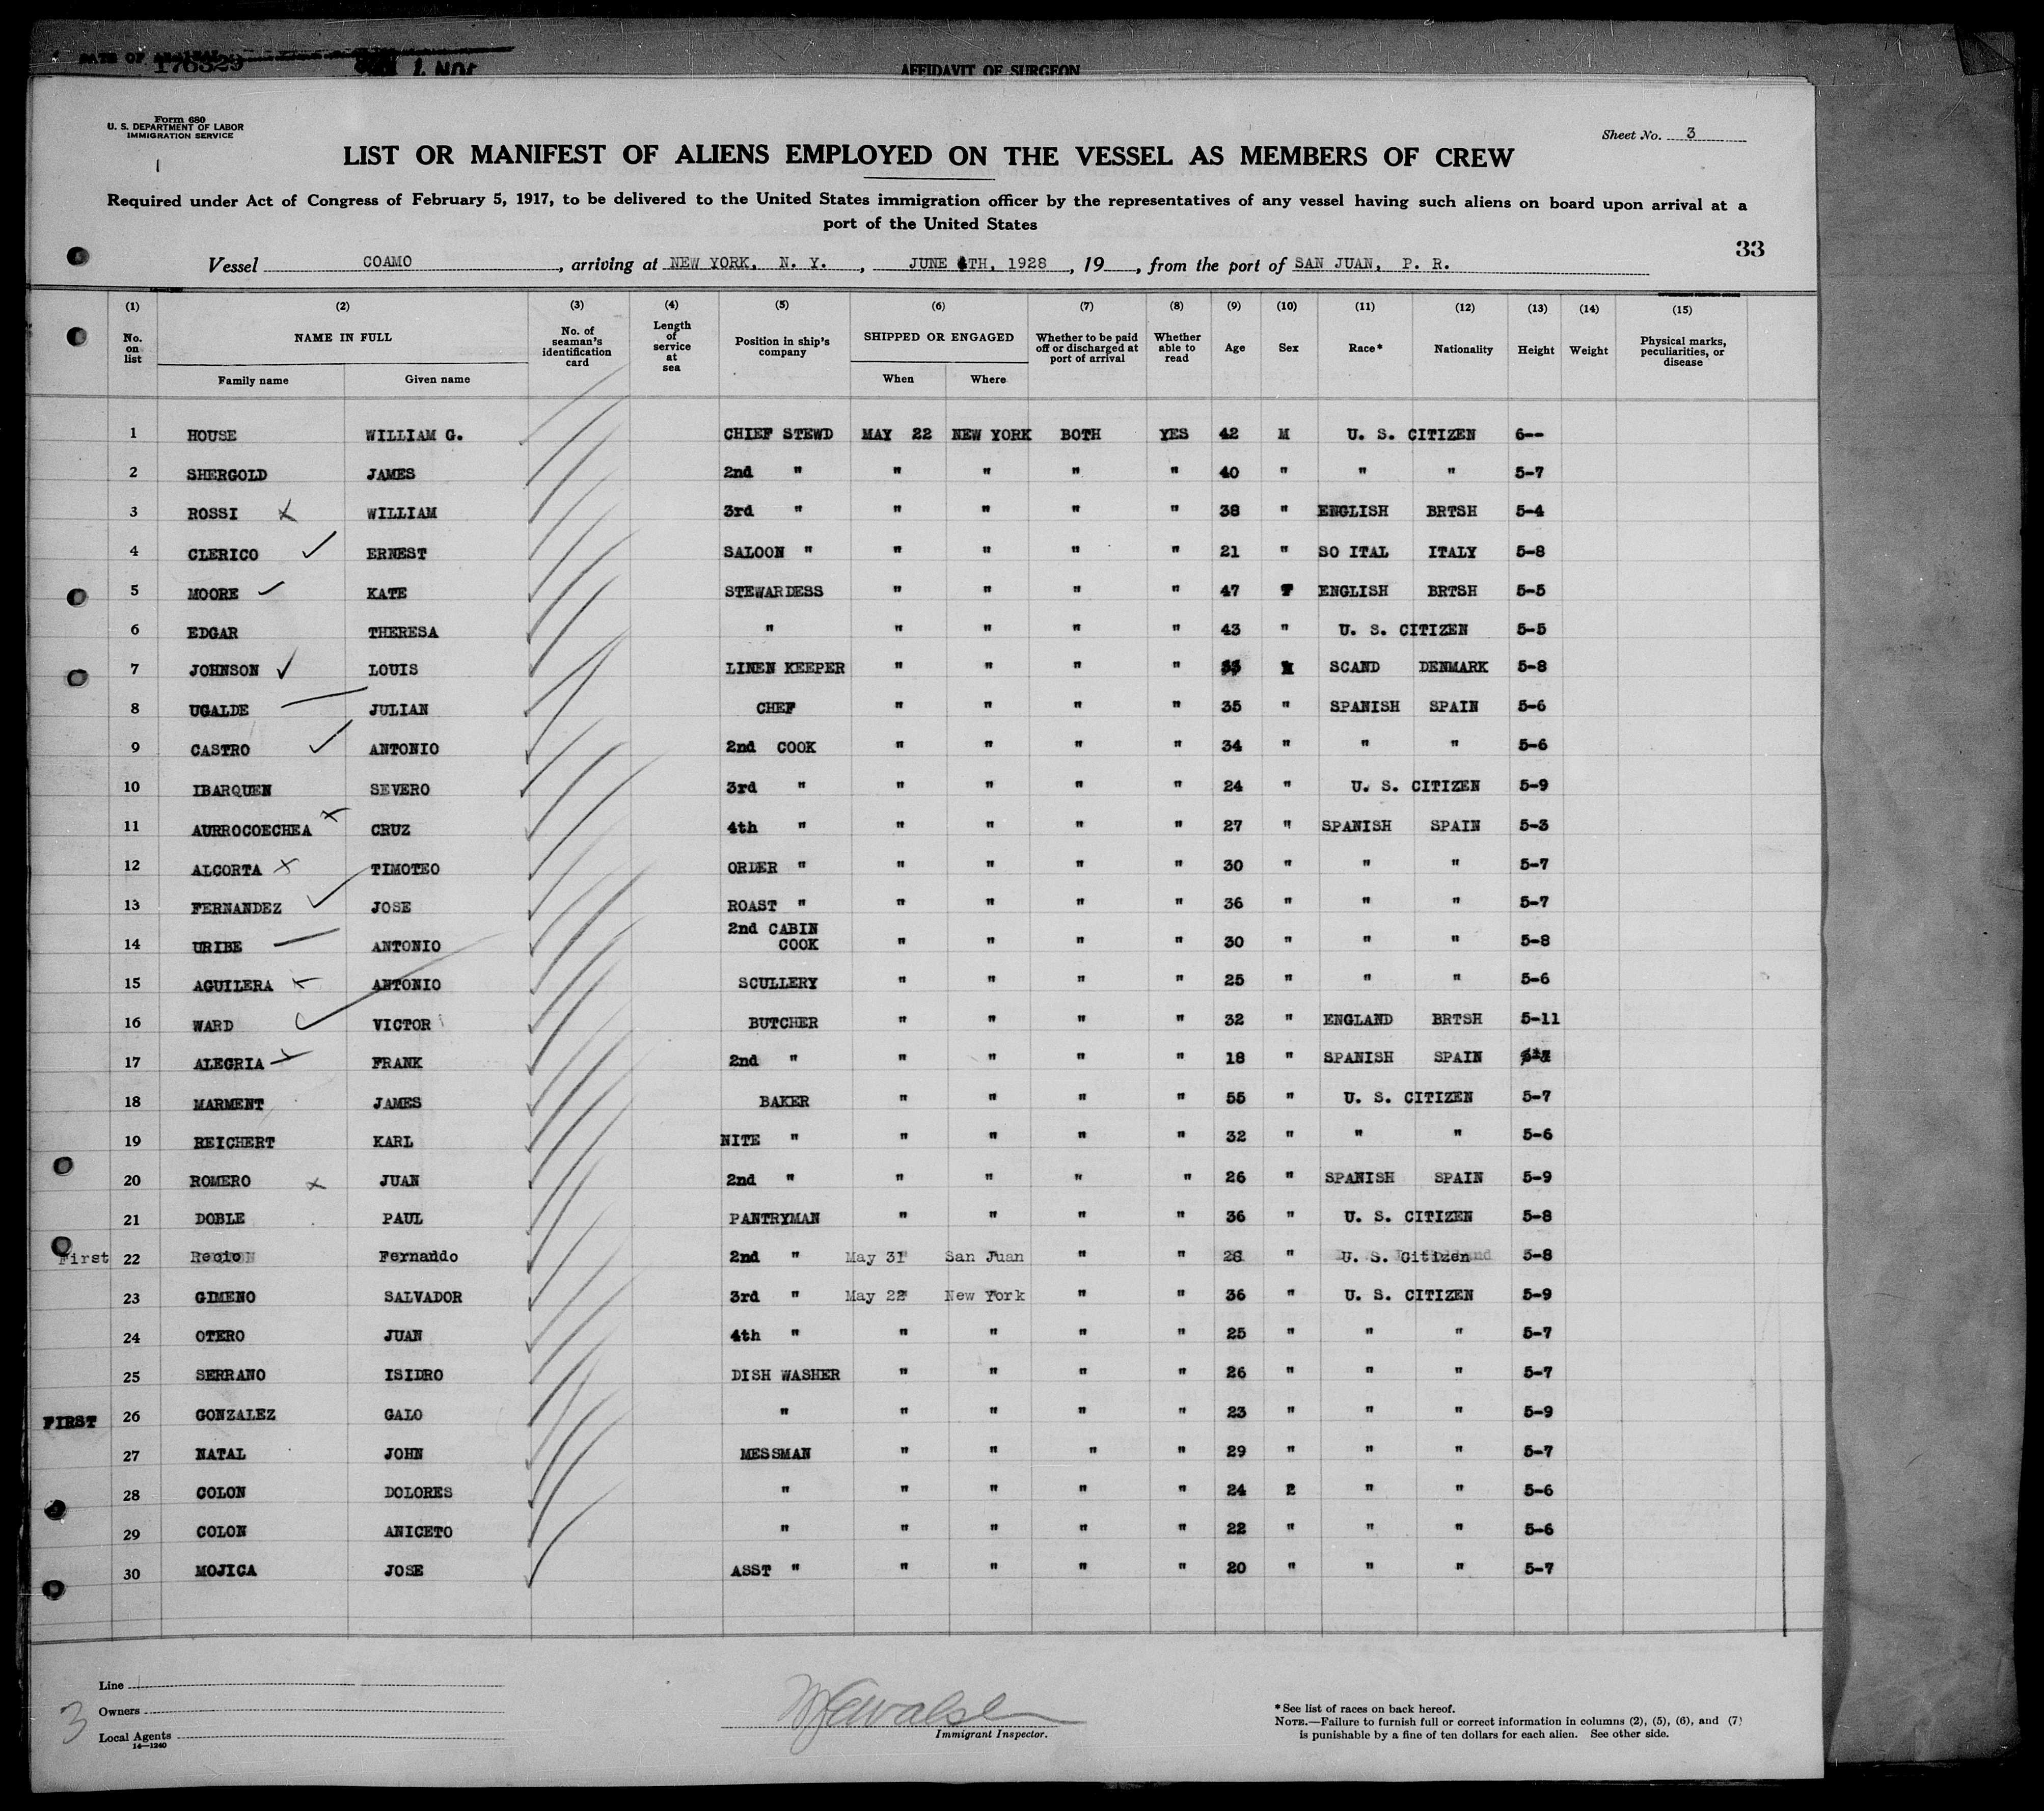 DATE OF
176329
JUN 1
AFFIDAVIT OF SURGEON
Form 680
U. S. DEPARTMENT OF LABOR
IMMIGRATION SERVICE
Sheet No. 3
LIST OR MANIFEST OF ALIENS EMPLOYED ON THE VESSEL AS MEMBERS OF CREW
Required under Act of Congress of February 5, 1917, to be delivered to the United States immigration officer by the representatives of any vessel having such aliens on board upon arrival at a
port of the United States
33
Vessel COAMO, arriving at NEW YORK, N. Y., JUNE 4TH, 1928, 19, from the port of SAN JUAN, P. R.
(1) (2) (3) (4) (5) (6) (7) (8) (9) (10) (11) (12) (13) (14) (15)
No. on list NAME IN FULL No. of seaman's identification card Length of service at sea Position in ship's company SHIPPED OR ENGAGED Whether to be paid off or discharged at port of arrival Whether able to read Age Sex Race* Nationality Height Weight Physical marks, peculiarities, or disease
Family name Given name When Where
1 HOUSE WILLIAM G. CHIEF STEWD MAY 22 NEW YORK BOTH YES 42 M U. S. CITIZEN 6--
2 SHERGOLD JAMES 2nd " " " " " 40 " " " 5-7
3 ROSSI WILLIAM 3rd " " " " " 38 " ENGLISH BRTSH 5-4
4 CLERICO ERNEST SALOON " " " " " 21 " SO ITAL ITALY 5-8
5 MOORE KATE STEWARDESS " " " " 47 F ENGLISH BRTSH 5-5
6 EDGAR THERESA " " " " " 43 " U. S. CITIZEN 5-5
7 JOHNSON LOUIS LINEN KEEPER " " " " M SCAND DENMARK 5-8
8 UGALDE JULIAN CHEF " " " " 35 " SPANISH SPAIN 5-6
9 CASTRO ANTONIO 2nd COOK " " " " 34 " " " 5-6
10 IBARQUEN SEVERO 3rd " " " " " 24 " U. S. CITIZEN 5-9
11 AURROCOECHEA CRUZ 4th " " " " " 27 " SPANISH SPAIN 5-3
12 ALCORTA TIMOTEO ORDER " " " " " 30 " " " 5-7
13 FERNANDEZ JOSE ROAST " " " " " 36 " " " 5-7
14 URIBE ANTONIO 2nd CABIN COOK " " " " 30 " " " 5-8
15 AGUILERA ANTONIO SCULLERY " " " " 25 " " " 5-6
16 WARD VICTOR BUTCHER " " " " 32 " ENGLAND BRTSH 5-11
17 ALEGRIA FRANK 2nd " " " " " 18 " SPANISH SPAIN
18 MARMENT JAMES BAKER " " " " 55 " U. S. CITIZEN 5-7
19 REICHERT KARL NITE " " " " " 32 " " " 5-6
20 ROMERO JUAN 2nd " " " " " 26 " SPANISH SPAIN 5-9
21 DOBLE PAUL PANTRYMAN " " " " 36 " U. S. CITIZEN 5-8
First 22 Recio Fernando 2nd " May 31 San Juan " " 28 " U. S. Citizen 5-8
23 GIMENO SALVADOR 3rd " May 22 New York " " 36 " U. S. CITIZEN 5-9
24 OTERO JUAN 4th " " " " " 25 " " " 5-7
25 SERRANO ISIDRO DISH WASHER " " " " 26 " " " 5-7
FIRST 26 GONZALEZ GALO " " " " " 23 " " " 5-9
27 NATAL JOHN MESSMAN " " " " 29 " " " 5-7
28 COLON DOLORES " " " " " 24 " " 5-6
29 COLON ANICETO " " " " " 22 " " " 5-6
30 MOJICA JOSE ASST " " " " " 20 " " " 5-7
Line
Owners
Local Agents
14—1240
3
Immigrant Inspector.
*See list of races on back hereof.
NOTE.—Failure to furnish full or correct information in columns (2), (5), (6), and (7)
is punishable by a fine of ten dollars for each alien. See other side.